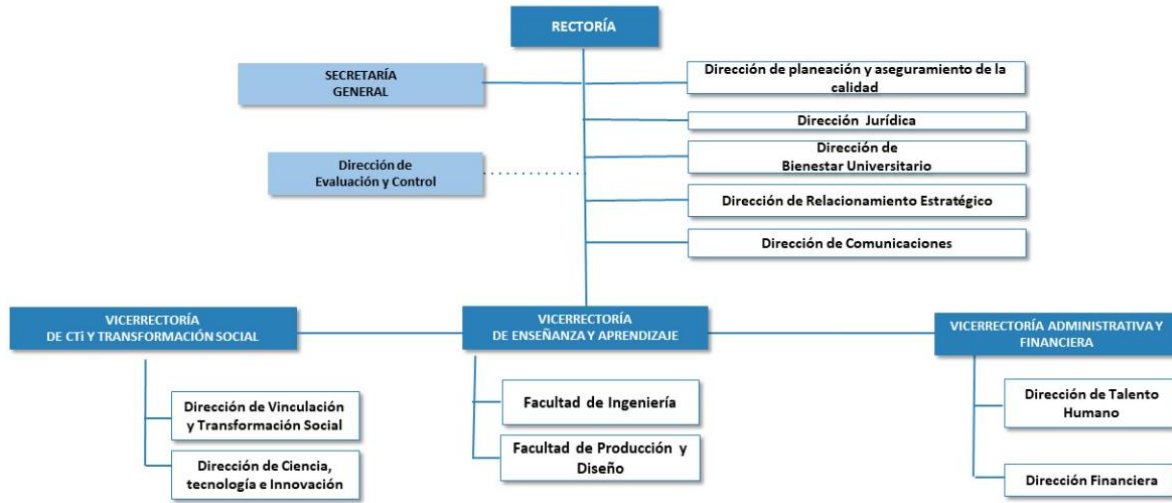 RECTORÍA
SECRETARÍA
GENERAL
Dirección de planeación y aseguramiento de la
calidad
Dirección Jurídica
Dirección de
Bienestar Universitario
Dirección de
Evaluación y Control
Dirección de Relacionamiento Estratégico
Dirección de Comunicaciones
VICERRECTORÍA
DE CTi Y TRANSFORMACIÓN SOCIAL
VICERRECTORÍA
DE ENSEÑANZA Y APRENDIZAJE
VICERRECTORÍA ADMINISTRATIVA Y
FINANCIERA
Dirección de Vinculación
y Transformación Social
Dirección de Ciencia,
tecnología e Innovación
Facultad de Ingeniería
Facultad de Producción y
Diseño
Dirección de Talento
Humano
Dirección Financiera